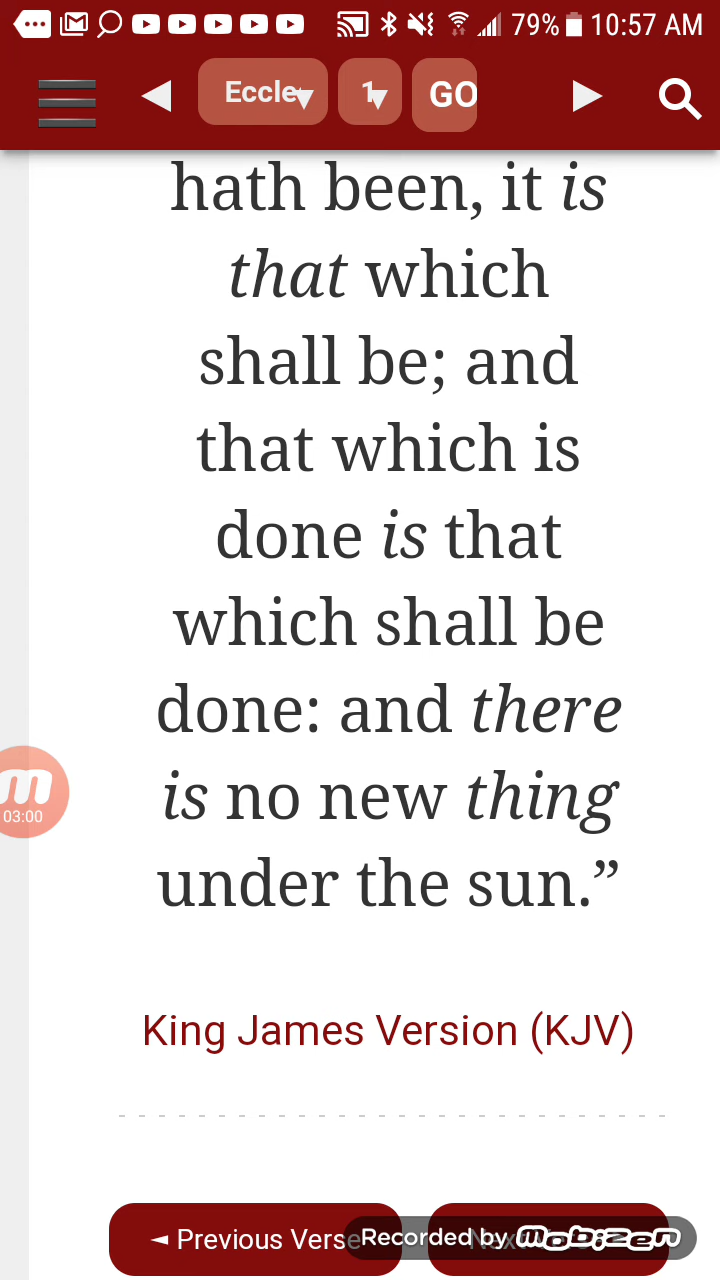 79% 10:57 AM
Eccle 1 GO
hath been, it is
that which
shall be; and
that which is
done is that
which shall be
done: and there
is no new thing
under the sun.”
m
03:00
King James Version (KJV)
◄ Previous Verse
Recorded by Mobizen